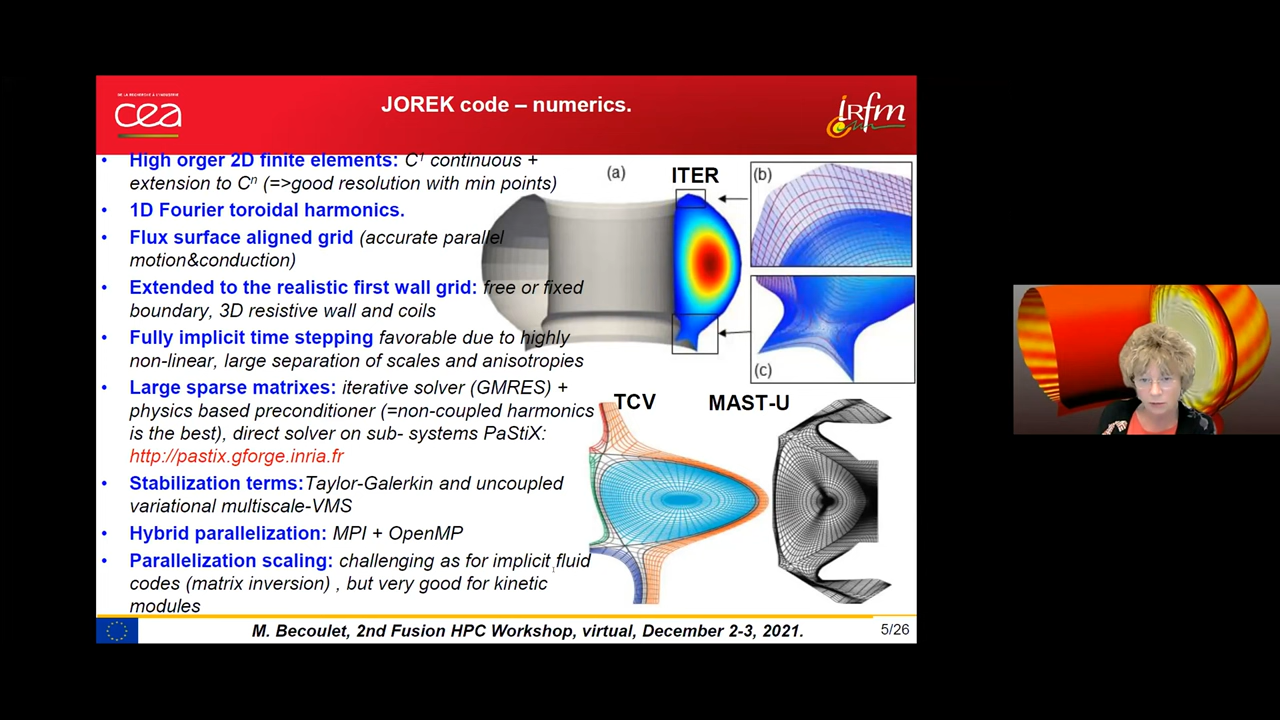 DE LA RECHERCHE À L'INDUSTRIE
cea
JOREK code – numerics.
iRfm
• High orger 2D finite elements: C1 continuous +
extension to Cn (=>good resolution with min points)
• 1D Fourier toroidal harmonics.
• Flux surface aligned grid (accurate parallel
motion&conduction)
• Extended to the realistic first wall grid: free or fixed
boundary, 3D resistive wall and coils
• Fully implicit time stepping favorable due to highly
non-linear, large separation of scales and anisotropies
• Large sparse matrixes: iterative solver (GMRES) +
physics based preconditioner (=non-coupled harmonics
is the best), direct solver on sub- systems PaStiX:
http://pastix.gforge.inria.fr
• Stabilization terms:Taylor-Galerkin and uncoupled
variational multiscale-VMS
• Hybrid parallelization: MPI + OpenMP
• Parallelization scaling: challenging as for implicit fluid
codes (matrix inversion) , but very good for kinetic
modules
(a)
ITER
(b)
(c)
TCV
MAST-U
M. Becoulet, 2nd Fusion HPC Workshop, virtual, December 2-3, 2021.
5/26